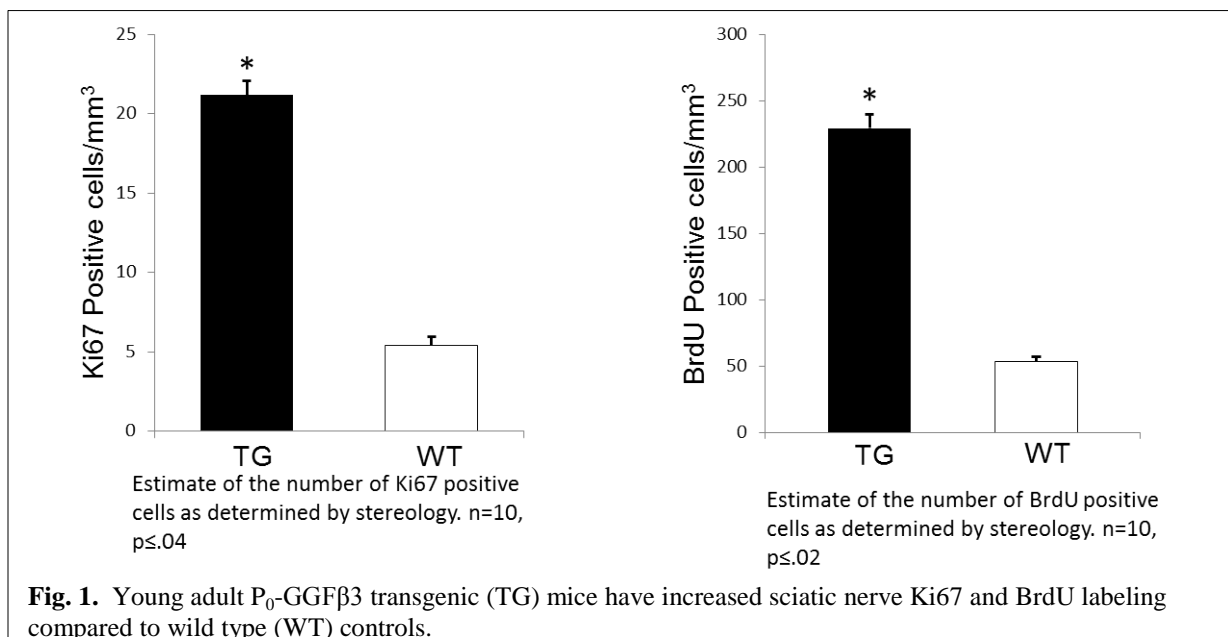 Ki67 Positive cells/mm³
25
20
15
10
5
0
*
TG
WT
Estimate of the number of Ki67 positive
cells as determined by stereology. n=10,
p≤.04
BrdU Positive cells/mm³
300
250
200
150
100
50
0
*
TG
WT
Estimate of the number of BrdU positive
cells as determined by stereology. n=10,
p≤.02
Fig. 1. Young adult P₀-GGFβ3 transgenic (TG) mice have increased sciatic nerve Ki67 and BrdU labeling
compared to wild type (WT) controls.